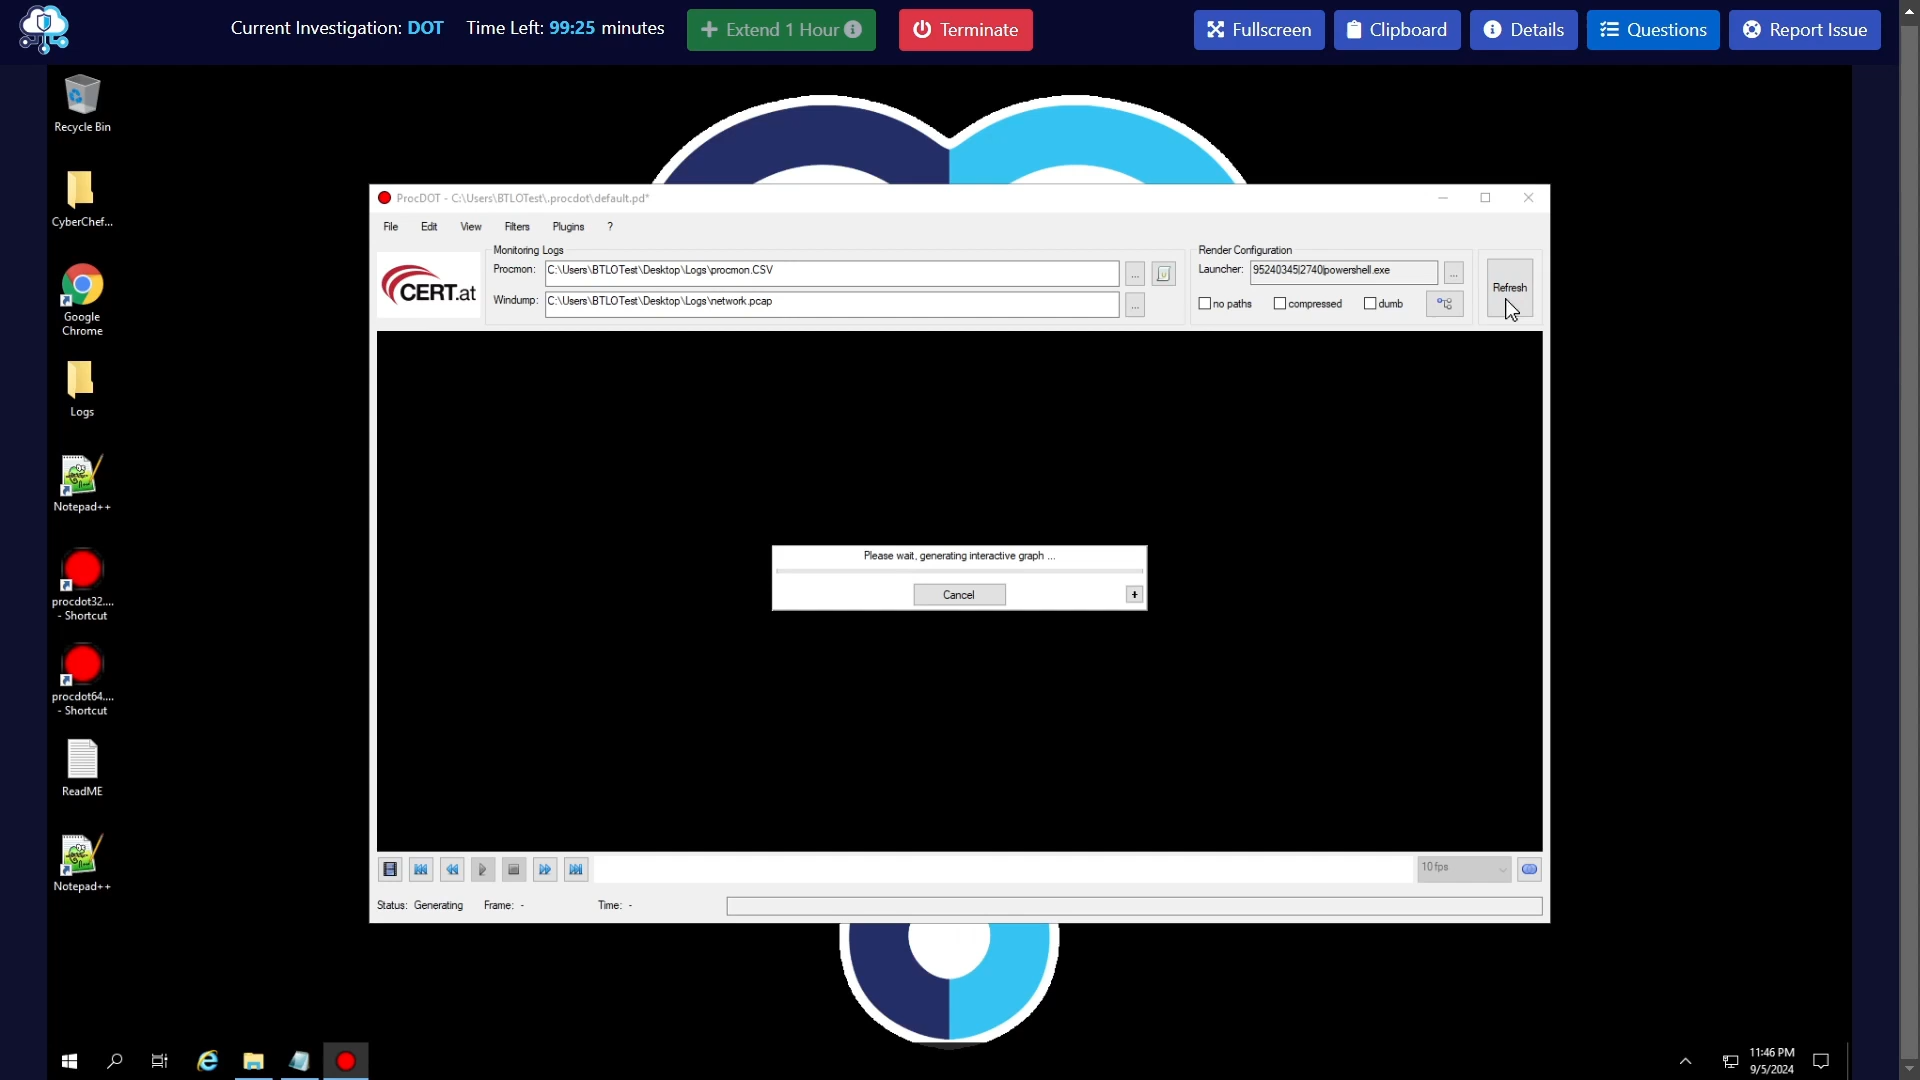 Current Investigation: DOT Time Left: 99:25 minutes Extend 1 Hour Terminate Fullscreen Clipboard Details Questions Report Issue
Recycle Bin
CyberChef...
Google
Chrome
Logs
Notepad++
procdot32....
- Shortcut
procdot64....
- Shortcut
ReadME
Notepad++
ProcDOT - C:\Users\BTLOTest\.procdot\default.pd*
File Edit View Filters Plugins ?
CERT.at
Monitoring Logs
Procmon: C:\Users\BTLOTest\Desktop\Logs\procmon.CSV ...
Windump: C:\Users\BTLOTest\Desktop\Logs\network.pcap ...
Render Configuration
Launcher: 95240345|2740|powershell.exe ...
no paths compressed dumb
Refresh
Please wait, generating interactive graph ...
Cancel +
10 fps
Status: Generating Frame: - Time: -
11:46 PM
9/5/2024